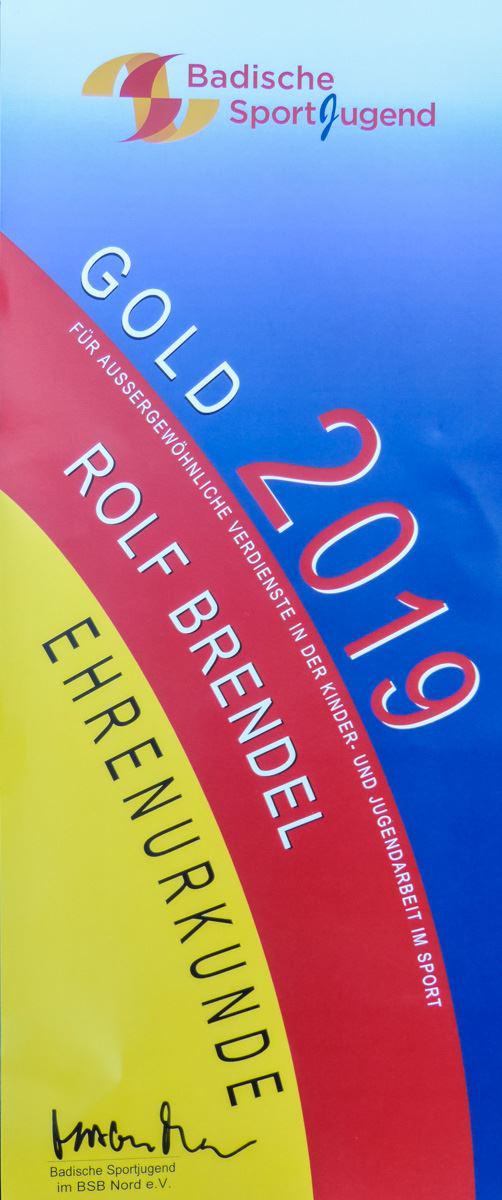 Badische
SportJugend
GOLD
2019
FÜR AUSSERGEWÖHNLICHE VERDIENSTE IN DER KINDER- UND JUGENDARBEIT IM SPORT
ROLF BRENDEL
EHRENURKUNDE
Badische Sportjugend
im BSB Nord e.V.